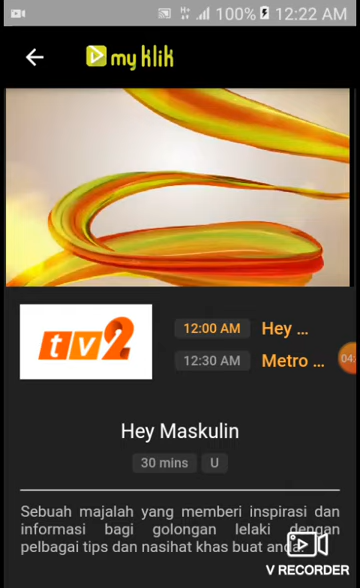 100% 12:22 AM
my klik
tv2
12:00 AM Hey ...
12:30 AM Metro ...
04:
Hey Maskulin
30 mins U
Sebuah majalah yang memberi inspirasi dan
informasi bagi golongan lelaki dengan
pelbagai tips dan nasihat khas buat anda.
V RECORDER